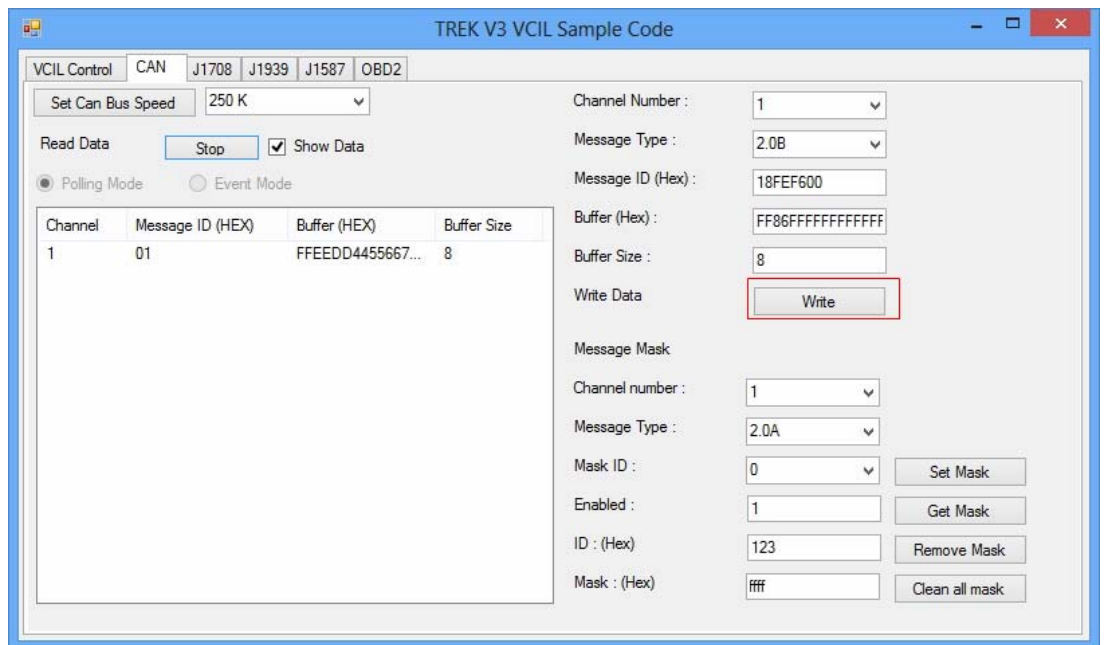 TREK V3 VCIL Sample Code
VCIL Control CAN J1708 J1939 J1587 OBD2
Set Can Bus Speed 250 K
Read Data Stop Show Data
Polling Mode Event Mode
Channel Message ID (HEX) Buffer (HEX) Buffer Size
1 01 FFEEDD4455667... 8
Channel Number : 1
Message Type : 2.0B
Message ID (Hex) : 18FEF600
Buffer (Hex) : FF86FFFFFFFFFFFF
Buffer Size : 8
Write Data Write
Message Mask
Channel number : 1
Message Type : 2.0A
Mask ID : 0 Set Mask
Enabled : 1 Get Mask
ID : (Hex) 123 Remove Mask
Mask : (Hex) ffff Clean all mask